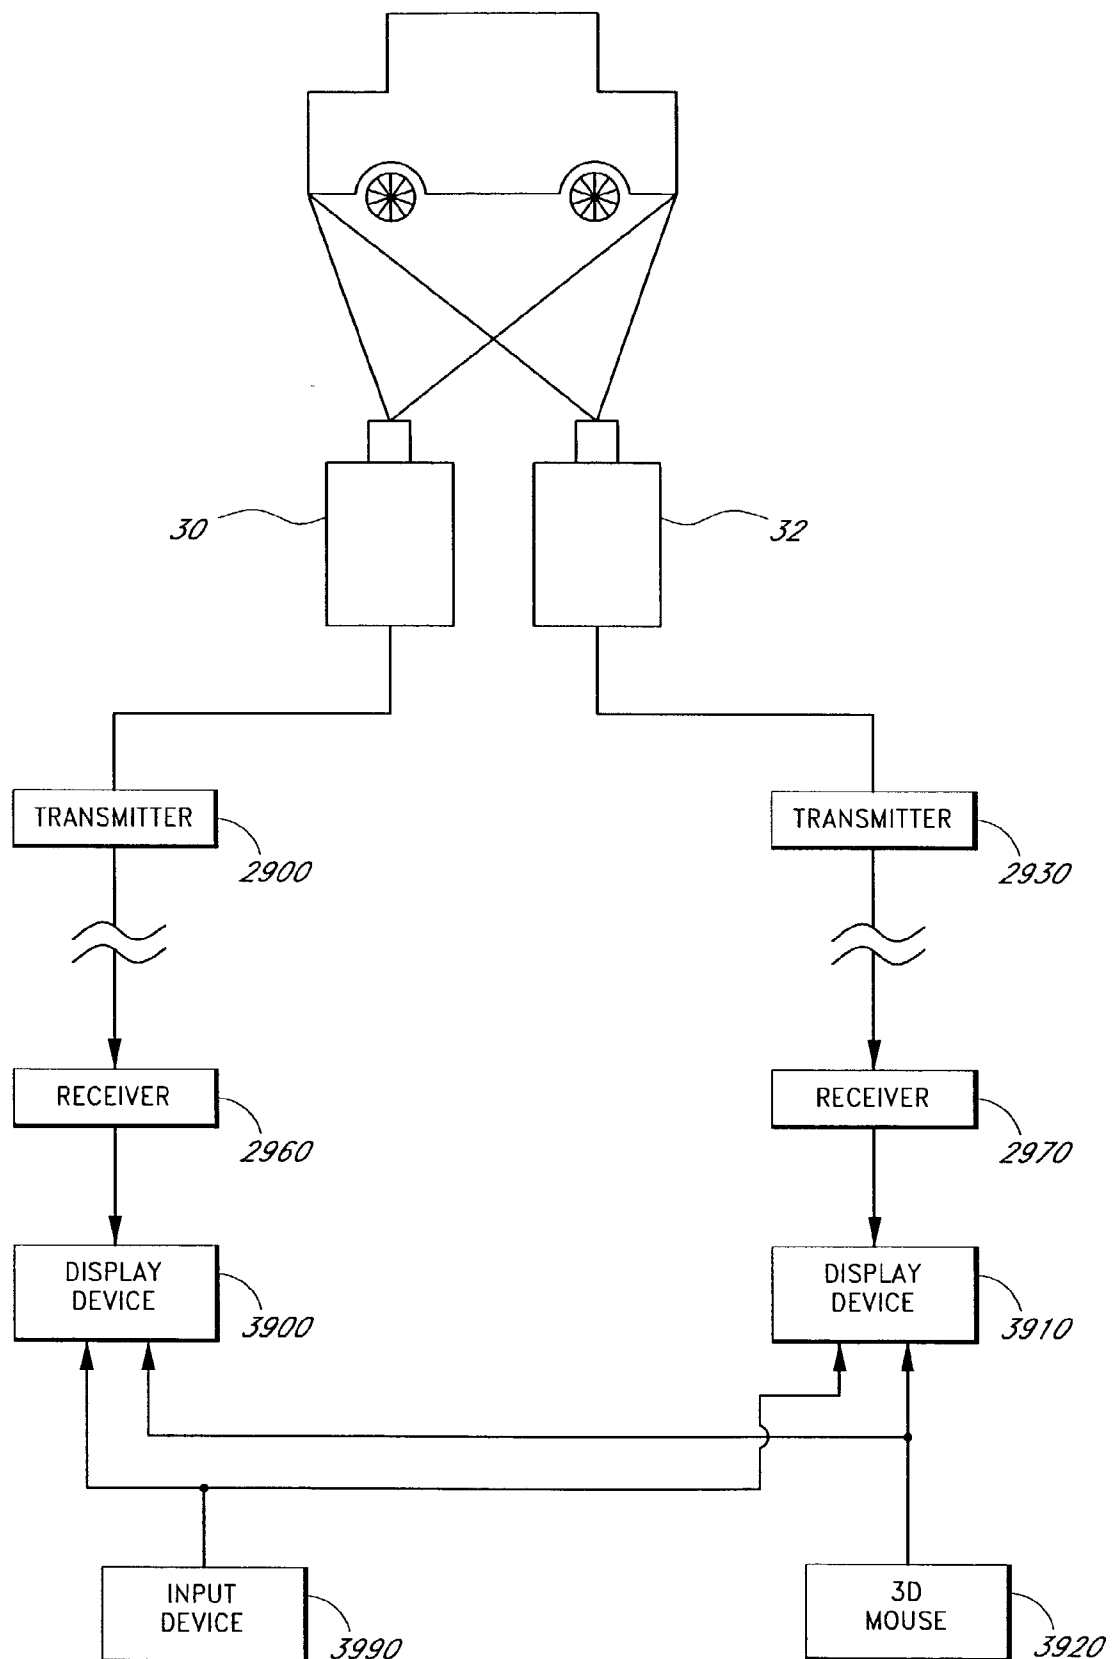 30
32
TRANSMITTER
2900
TRANSMITTER
2930
RECEIVER
2960
RECEIVER
2970
DISPLAY
DEVICE
3900
DISPLAY
DEVICE
3910
INPUT
DEVICE
3990
3D
MOUSE
3920